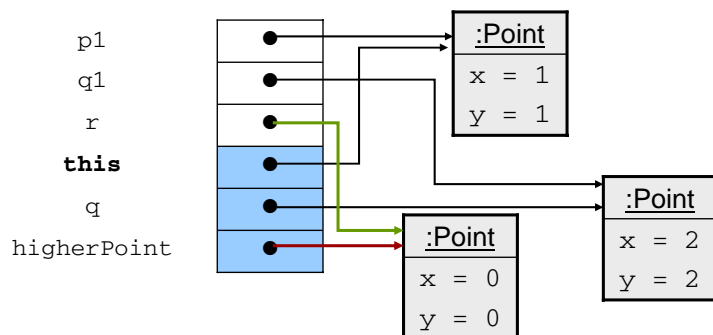 p1
q1
r
this
q
higherPoint
:Point
x = 1
y = 1
:Point
x = 2
y = 2
:Point
x = 0
y = 0